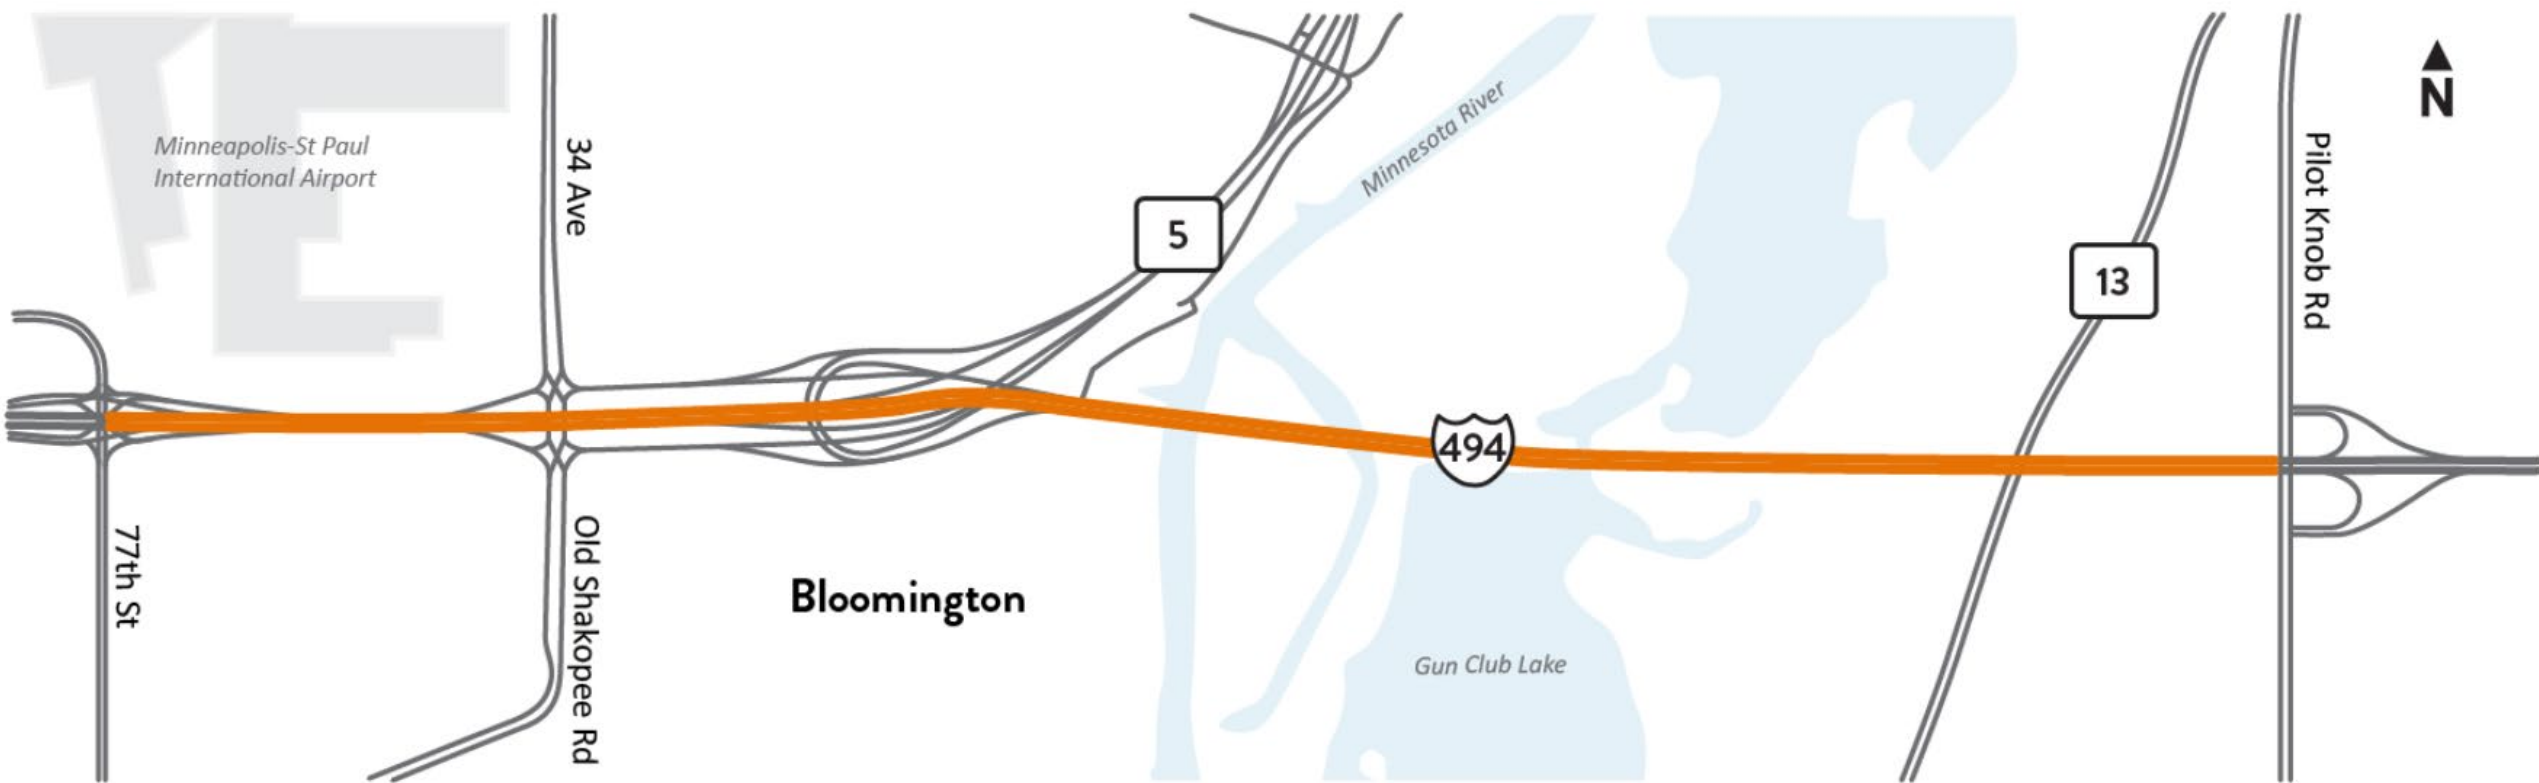 Minneapolis-St Paul
International Airport
34 Ave
5
Minnesota River
13
Pilot Knob Rd
N
494
77th St
Old Shakopee Rd
Bloomington
Gun Club Lake